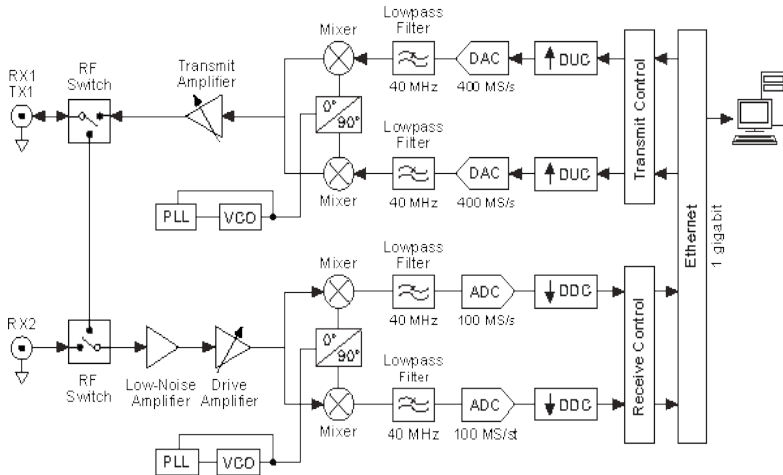 RX1
TX1
RF
Switch
Transmit
Amplifier
Mixer
Lowpass
Filter
40 MHz
DAC
400 MS/s
DUC
0°
90°
Lowpass
Filter
40 MHz
DAC
400 MS/s
DUC
Mixer
PLL
VCO
Transmit Control
Ethernet
1 gigabit
RX2
RF
Switch
Low-Noise
Amplifier
Drive
Amplifier
Mixer
Lowpass
Filter
40 MHz
ADC
100 MS/s
DDC
0°
90°
Lowpass
Filter
40 MHz
ADC
100 MS/st
DDC
Mixer
PLL
VCO
Receive Control